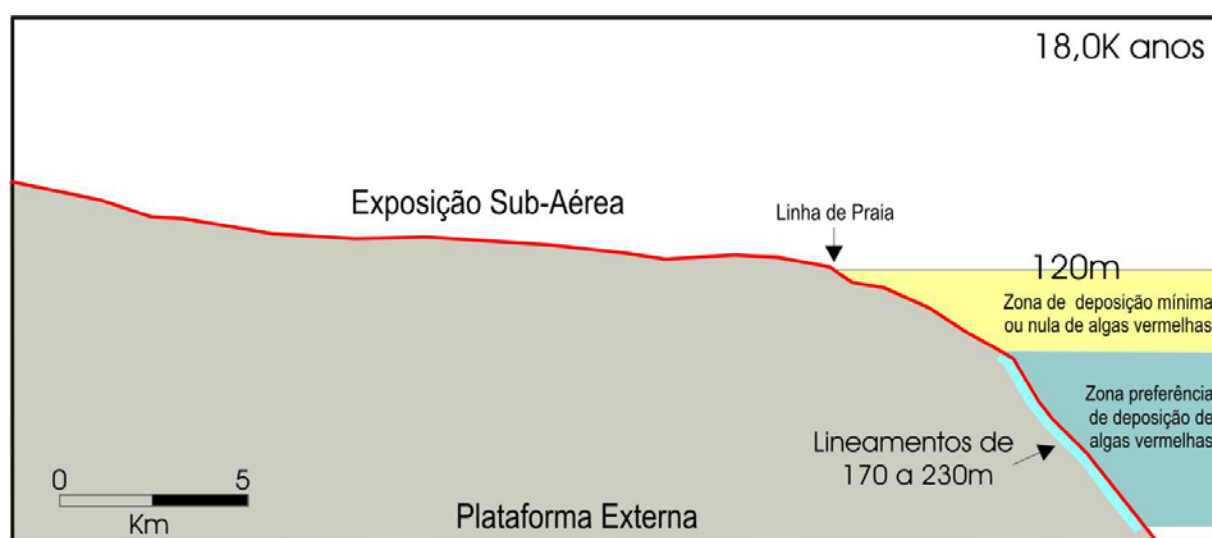 18,0K anos
Exposição Sub-Aérea
Linha de Praia
120m
Zona de deposição mínima
ou nula de algas vermelhas
Zona preferência
de deposição de
algas vermelhas
Lineamentos de
170 a 230m
0 5
Km
Plataforma Externa